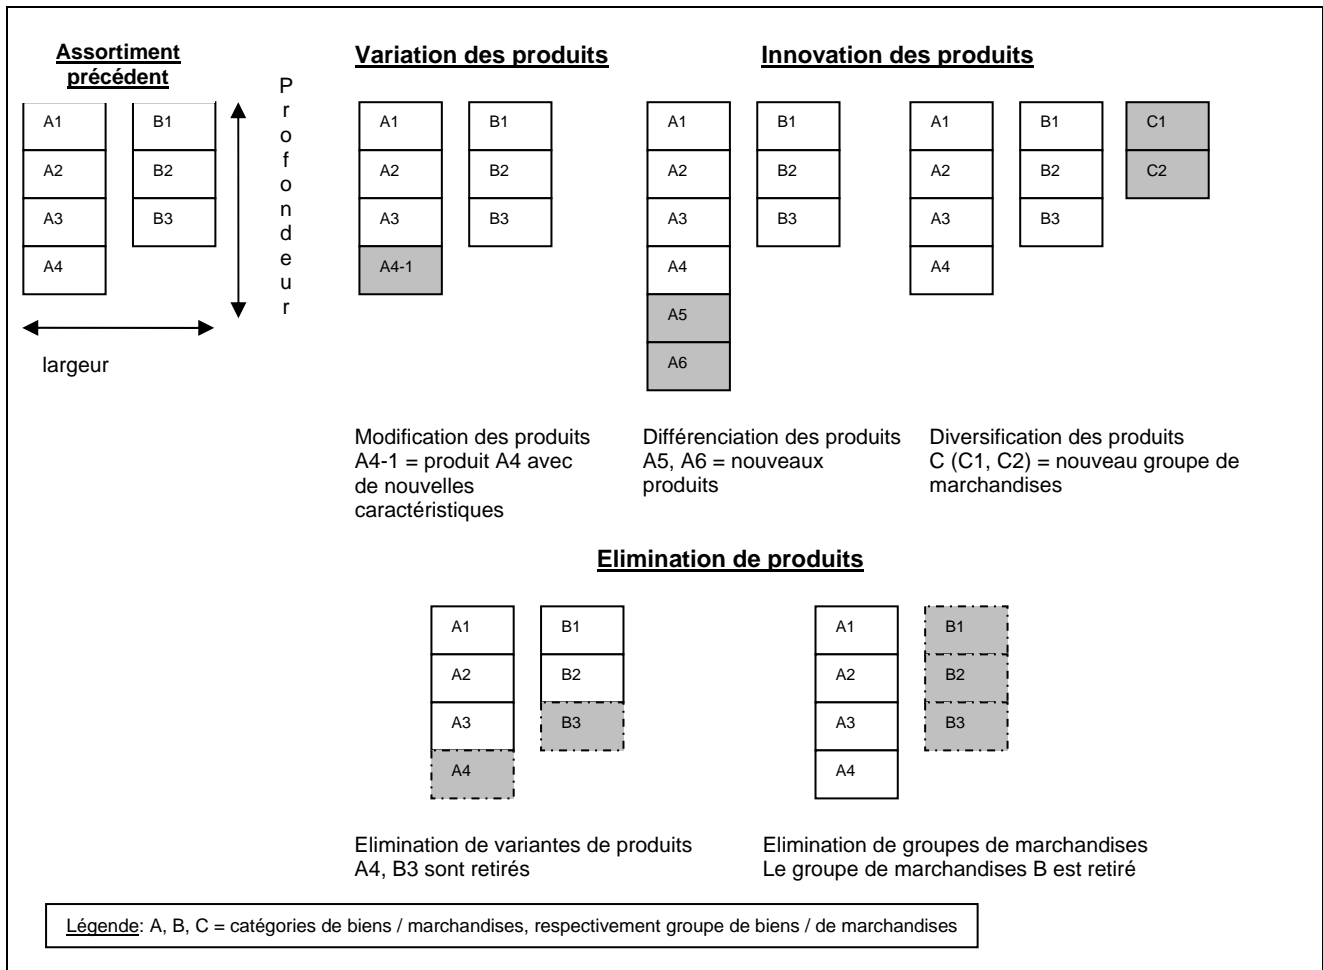 Assortiment
précédent
Variation des produits
Innovation des produits
A1
A2
A3
A4
B1
B2
B3
Profondeur
largeur
A1
A2
A3
A4-1
B1
B2
B3
A1
A2
A3
A4
A5
A6
B1
B2
B3
A1
A2
A3
A4
B1
B2
B3
C1
C2
Modification des produits
A4-1 = produit A4 avec
de nouvelles
caractéristiques
Différenciation des produits
A5, A6 = nouveaux
produits
Diversification des produits
C (C1, C2) = nouveau groupe de
marchandises
Elimination de produits
A1
A2
A3
A4
B1
B2
B3
A1
A2
A3
A4
B1
B2
B3
Elimination de variantes de produits
A4, B3 sont retirés
Elimination de groupes de marchandises
Le groupe de marchandises B est retiré
Légende: A, B, C = catégories de biens / marchandises, respectivement groupe de biens / de marchandises